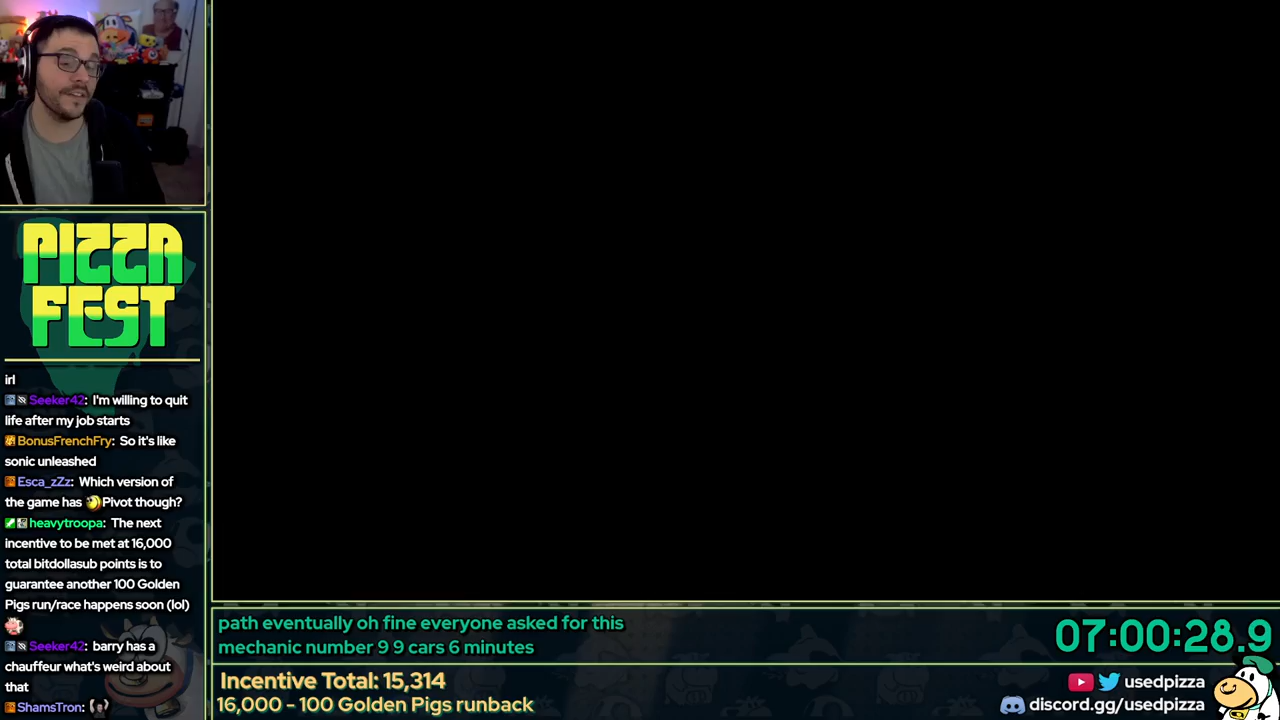 PIZZA
FEST
irl
Seeker42: I'm willing to quit
life after my job starts
BonusFrenchFry: So it's like
sonic unleashed
Esca_zZz: Which version of
the game has Pivot though?
heavytroopa: The next
incentive to be met at 16,000
total bitdollasub points is to
guarantee another 100 Golden
Pigs run/race happens soon (lol)
Seeker42: barry has a
chauffeur what's weird about
that
ShamsTron:
path eventually oh fine everyone asked for this
mechanic number 9 9 cars 6 minutes
07:00:28.9
Incentive Total: 15,314
16,000 - 100 Golden Pigs runback
usedpizza
discord.gg/usedpizza